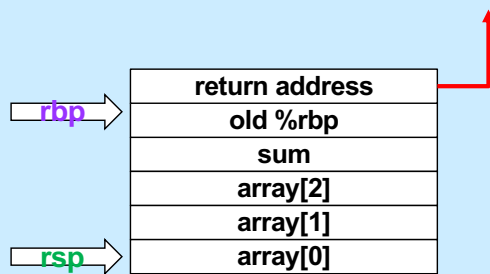 return address
rbp
old %rbp
sum
array[2]
array[1]
rsp
array[0]